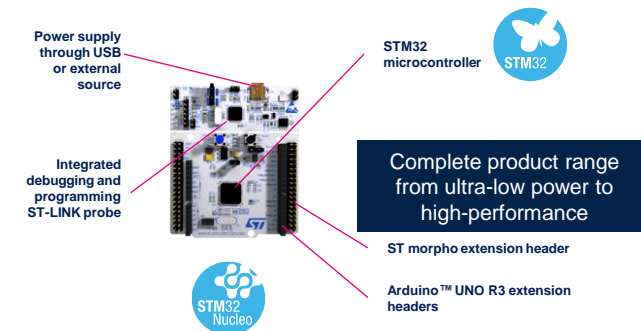 Power supply
through USB
or external
source
STM32
microcontroller
STM32
Integrated
debugging and
programming
ST-LINK probe
Complete product range
from ultra-low power to
high-performance
ST morpho extension header
Arduino™ UNO R3 extension
headers
STM32
Nucleo
ST